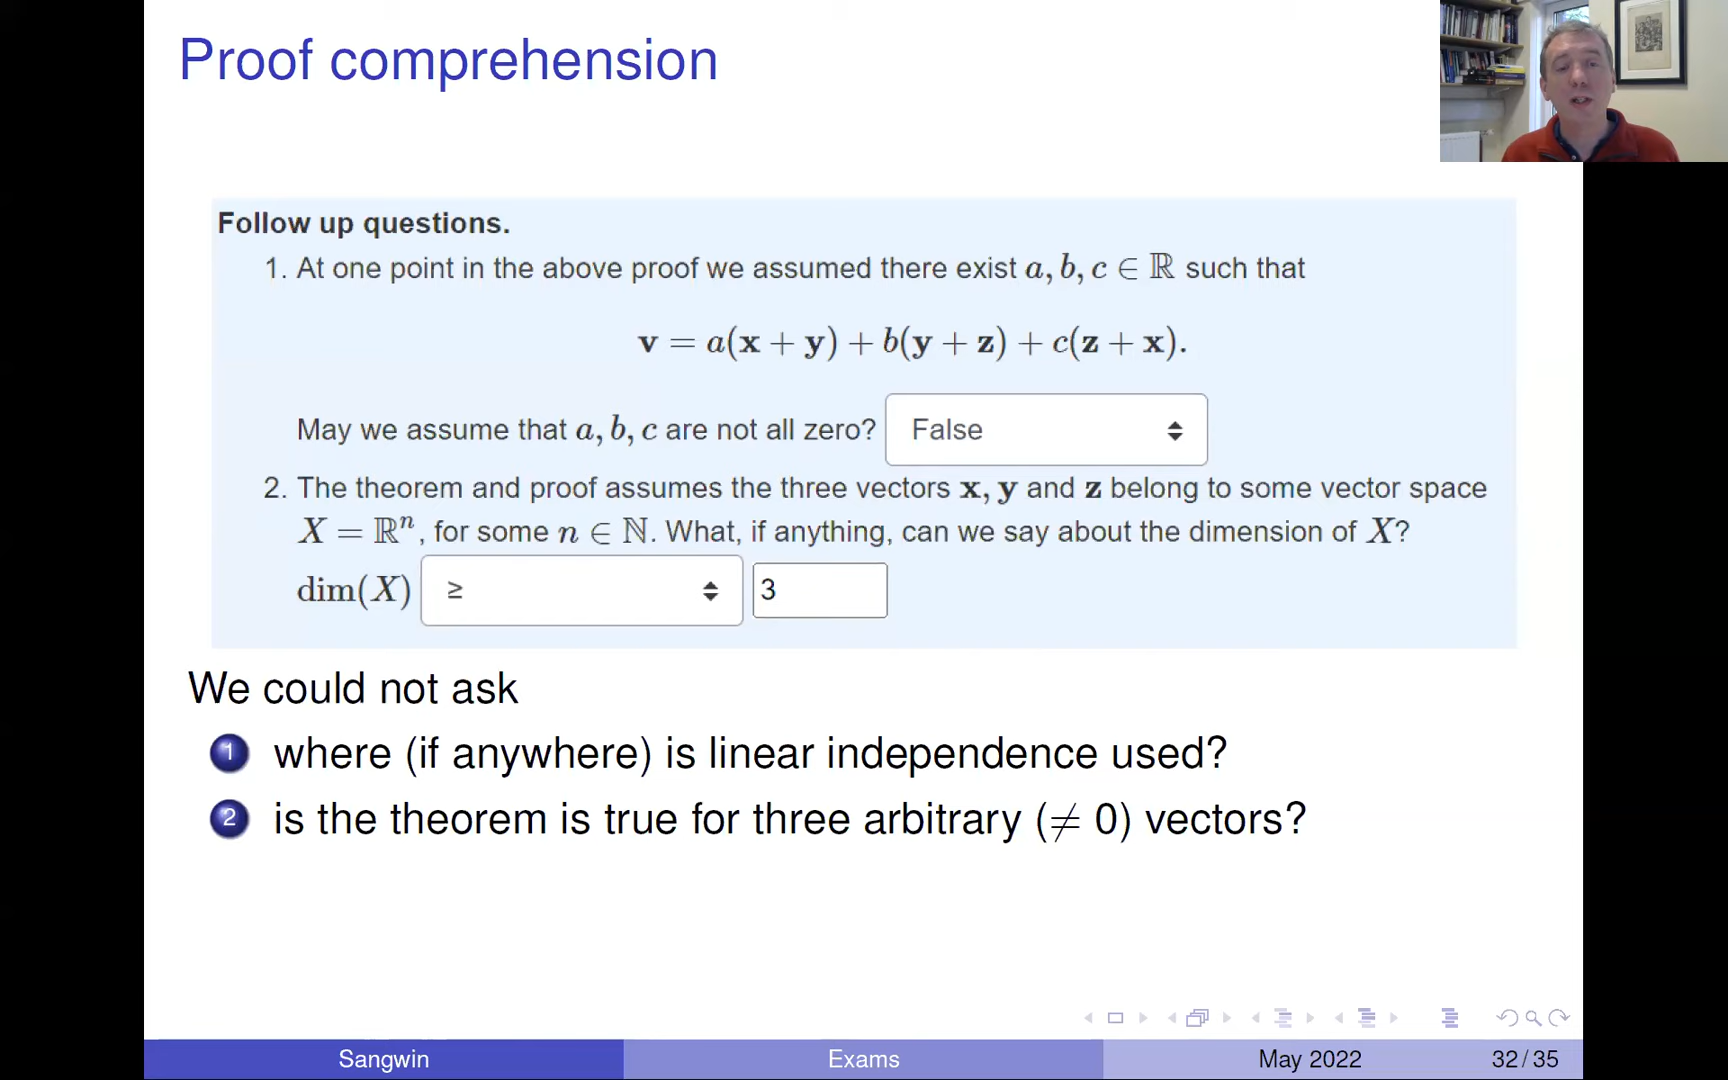 Proof comprehension
Follow up questions.
1. At one point in the above proof we assumed there exist a, b, c ∈ ℝ such that
v = a(x + y) + b(y + z) + c(z + x).
May we assume that a, b, c are not all zero? False
2. The theorem and proof assumes the three vectors x, y and z belong to some vector space
X = ℝⁿ, for some n ∈ ℕ. What, if anything, can we say about the dimension of X?
dim(X) ≥ 3
We could not ask
1 where (if anywhere) is linear independence used?
2 is the theorem is true for three arbitrary (≠ 0) vectors?
Sangwin Exams May 2022 32/35